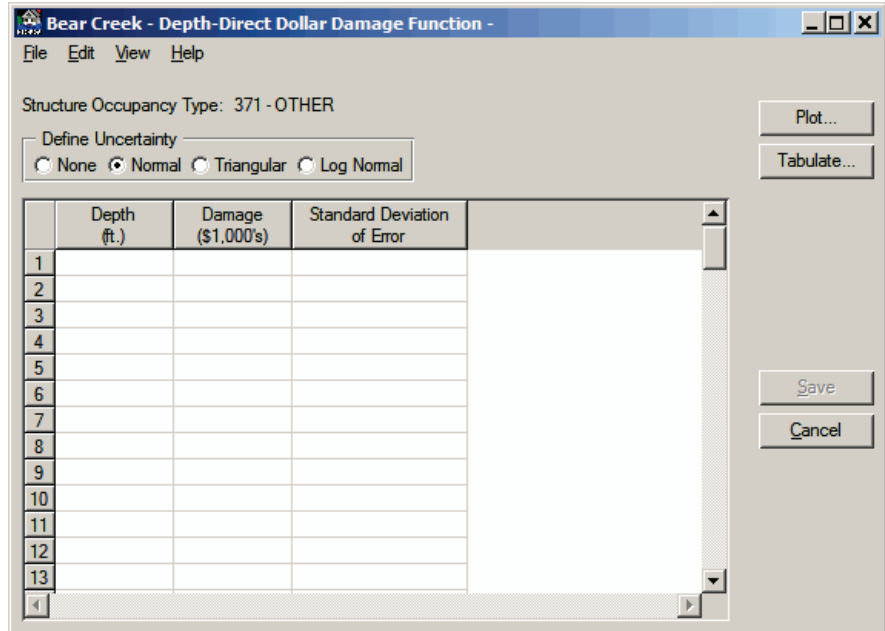 Bear Creek - Depth-Direct Dollar Damage Function -
File Edit View Help
Structure Occupancy Type: 371 - OTHER
Define Uncertainty
None Normal Triangular Log Normal
Plot...
Tabulate...
Depth (ft.)
Damage ($1,000's)
Standard Deviation of Error
1
2
3
4
5
6
7
8
9
10
11
12
13
Save
Cancel